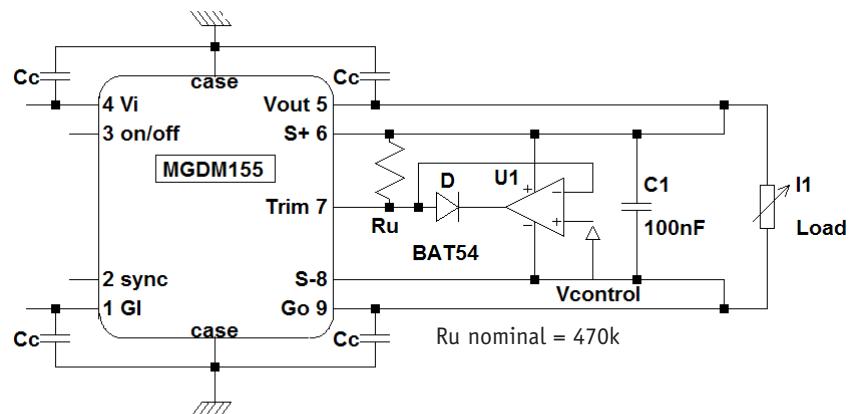 Cc
Cc
case
4 Vi
Vout 5
3 on/off
S+ 6
MGDM155
D
U1
+
−
C1
I1
Trim 7
+
Ru
100nF
Load
−
BAT54
2 sync
S-8
Vcontrol
1 GI
Go 9
case
Cc
Cc
Ru nominal = 470k